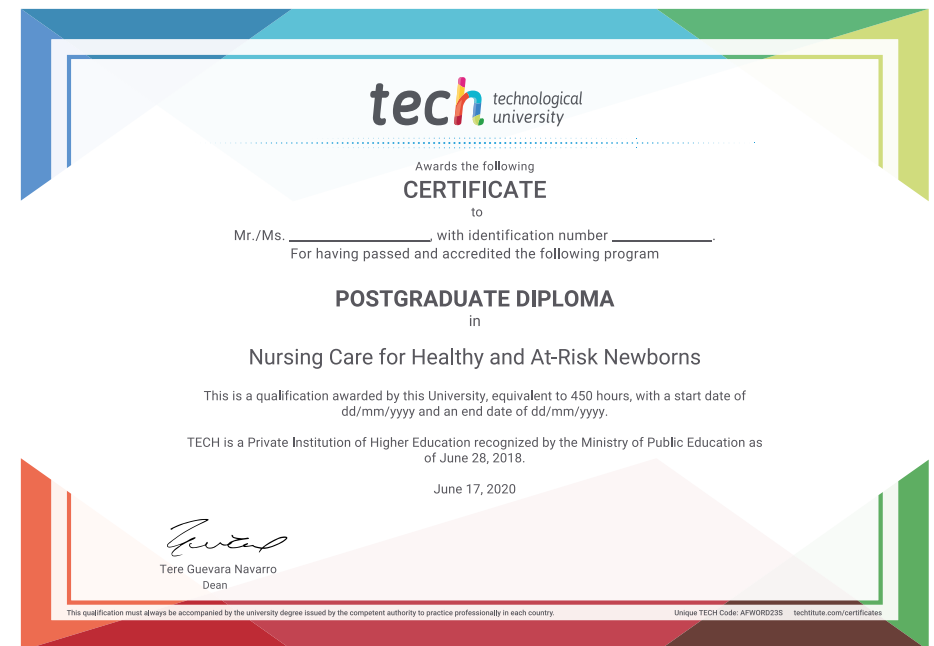 tech technological
university
Awards the following
CERTIFICATE
to
Mr./Ms. ________________, with identification number ____________.
For having passed and accredited the following program
POSTGRADUATE DIPLOMA
in
Nursing Care for Healthy and At-Risk Newborns
This is a qualification awarded by this University, equivalent to 450 hours, with a start date of
dd/mm/yyyy and an end date of dd/mm/yyyy.
TECH is a Private Institution of Higher Education recognized by the Ministry of Public Education as
of June 28, 2018.
June 17, 2020
Tere Guevara Navarro
Dean
This qualification must always be accompanied by the university degree issued by the competent authority to practice professionally in each country. Unique TECH Code: AFWORD23S techtitute.com/certificates